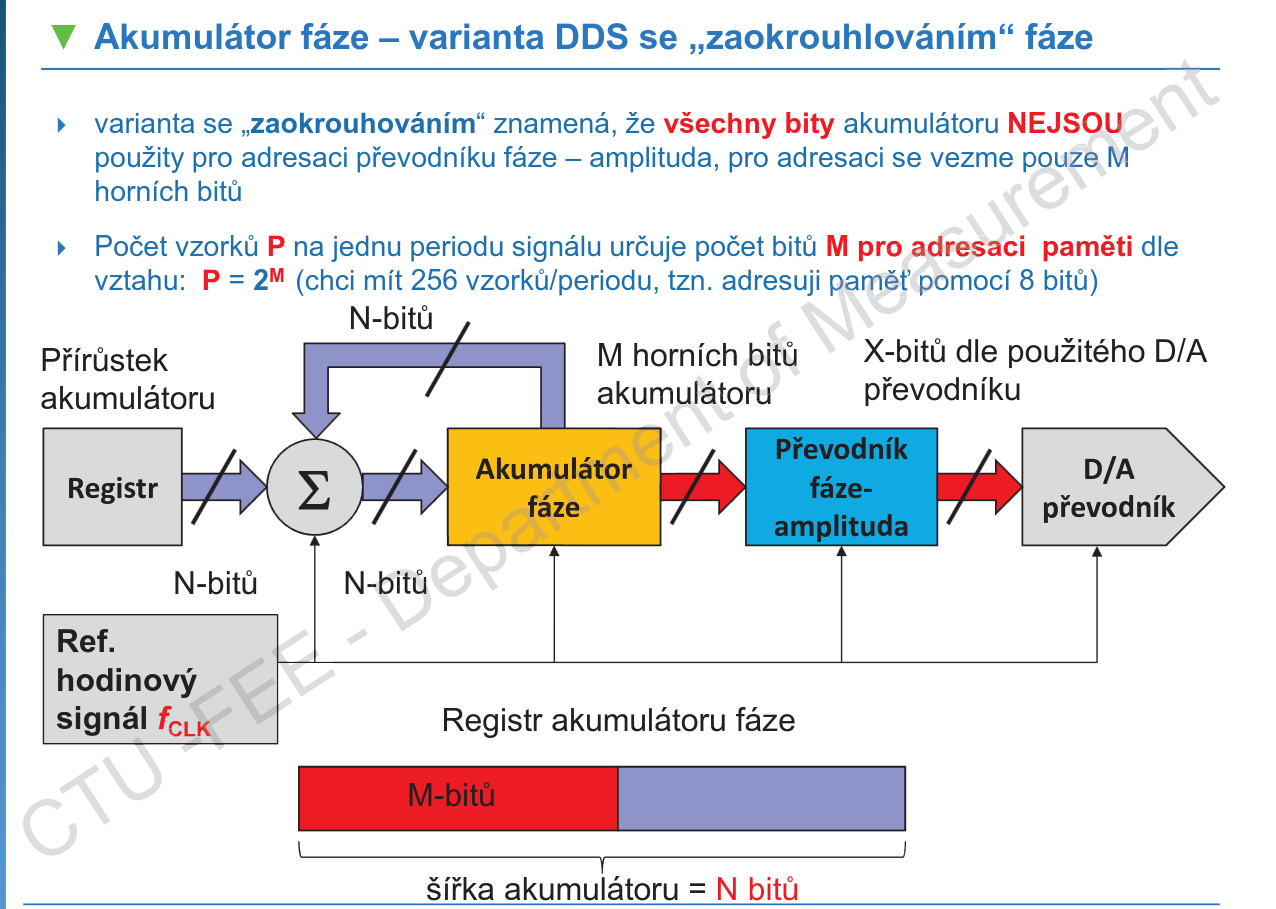 Akumulátor fáze – varianta DDS se „zaokrouhlováním“ fáze
varianta se „zaokrouhováním“ znamená, že všechny bity akumulátoru NEJSOU
použity pro adresaci převodníku fáze – amplituda, pro adresaci se vezme pouze M
horních bitů
Počet vzorků P na jednu periodu signálu určuje počet bitů M pro adresaci paměti dle
vztahu: P = 2ᴹ (chci mít 256 vzorků/periodu, tzn. adresuji paměť pomocí 8 bitů)
N-bitů
Přírůstek
akumulátoru
M horních bitů
akumulátoru
X-bitů dle použitého D/A
převodníku
Registr
Σ
Akumulátor
fáze
Převodník
fáze-
amplituda
D/A
převodník
N-bitů
N-bitů
Ref.
hodinový
signál fCLK
Registr akumulátoru fáze
M-bitů
šířka akumulátoru = N bitů
CTU -FEE - Department of Measurement